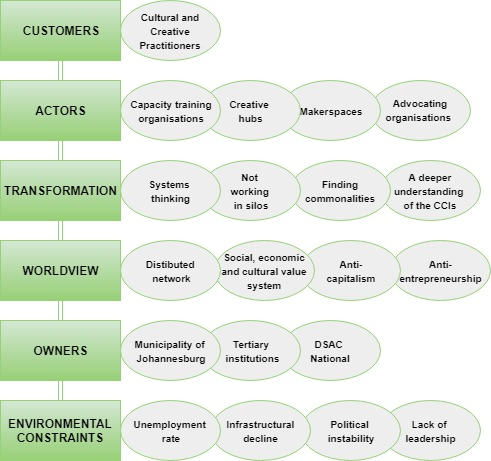 CUSTOMERS
Cultural and
Creative
Practitioners
ACTORS
Capacity training
organisations
Creative
hubs
Makerspaces
Advocating
organisations
TRANSFORMATION
Systems
thinking
Not
working
in silos
Finding
commonalities
A deeper
understanding
of the CCIs
WORLDVIEW
Distibuted
network
Social, economic
and cultural value
system
Anti-
capitalism
Anti-
entrepreneurship
OWNERS
Municipality of
Johannesburg
Tertiary
institutions
DSAC
National
ENVIRONMENTAL
CONSTRAINTS
Unemployment
rate
Infrastructural
decline
Political
instability
Lack of
leadership